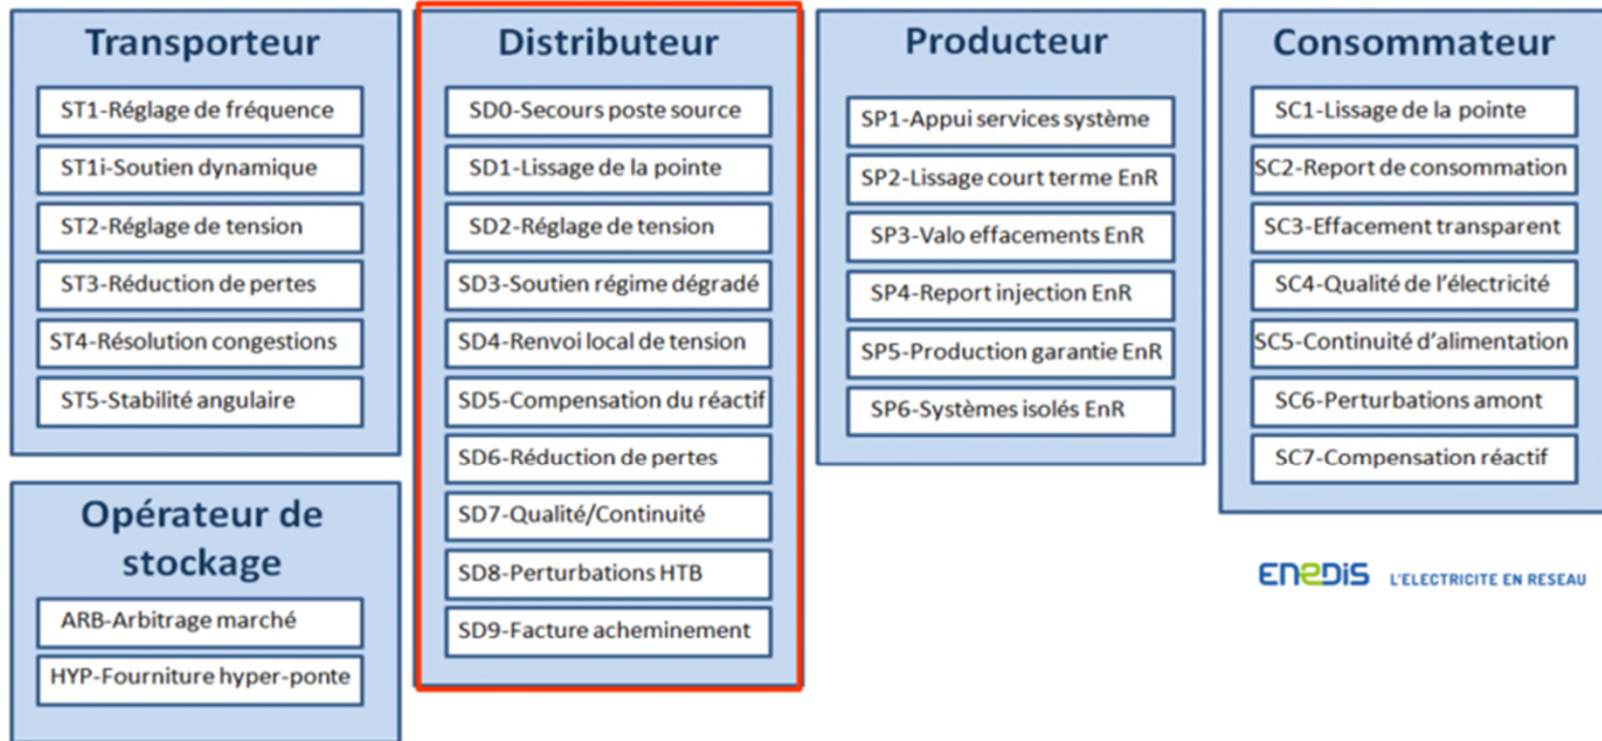 Transporteur
ST1-Réglage de fréquence
ST1i-Soutien dynamique
ST2-Réglage de tension
ST3-Réduction de pertes
ST4-Résolution congestions
ST5-Stabilité angulaire
Opérateur de
stockage
ARB-Arbitrage marché
HYP-Fourniture hyper-ponte
Distributeur
SD0-Secours poste source
SD1-Lissage de la pointe
SD2-Réglage de tension
SD3-Soutien régime dégradé
SD4-Renvoi local de tension
SD5-Compensation du réactif
SD6-Réduction de pertes
SD7-Qualité/Continuité
SD8-Perturbations HTB
SD9-Facture acheminement
Producteur
SP1-Appui services système
SP2-Lissage court terme EnR
SP3-Valo effacements EnR
SP4-Report injection EnR
SP5-Production garantie EnR
SP6-Systèmes isolés EnR
Consommateur
SC1-Lissage de la pointe
SC2-Report de consommation
SC3-Effacement transparent
SC4-Qualité de l'électricité
SC5-Continuité d'alimentation
SC6-Perturbations amont
SC7-Compensation réactif
ENEDIS L'ELECTRICITE EN RESEAU